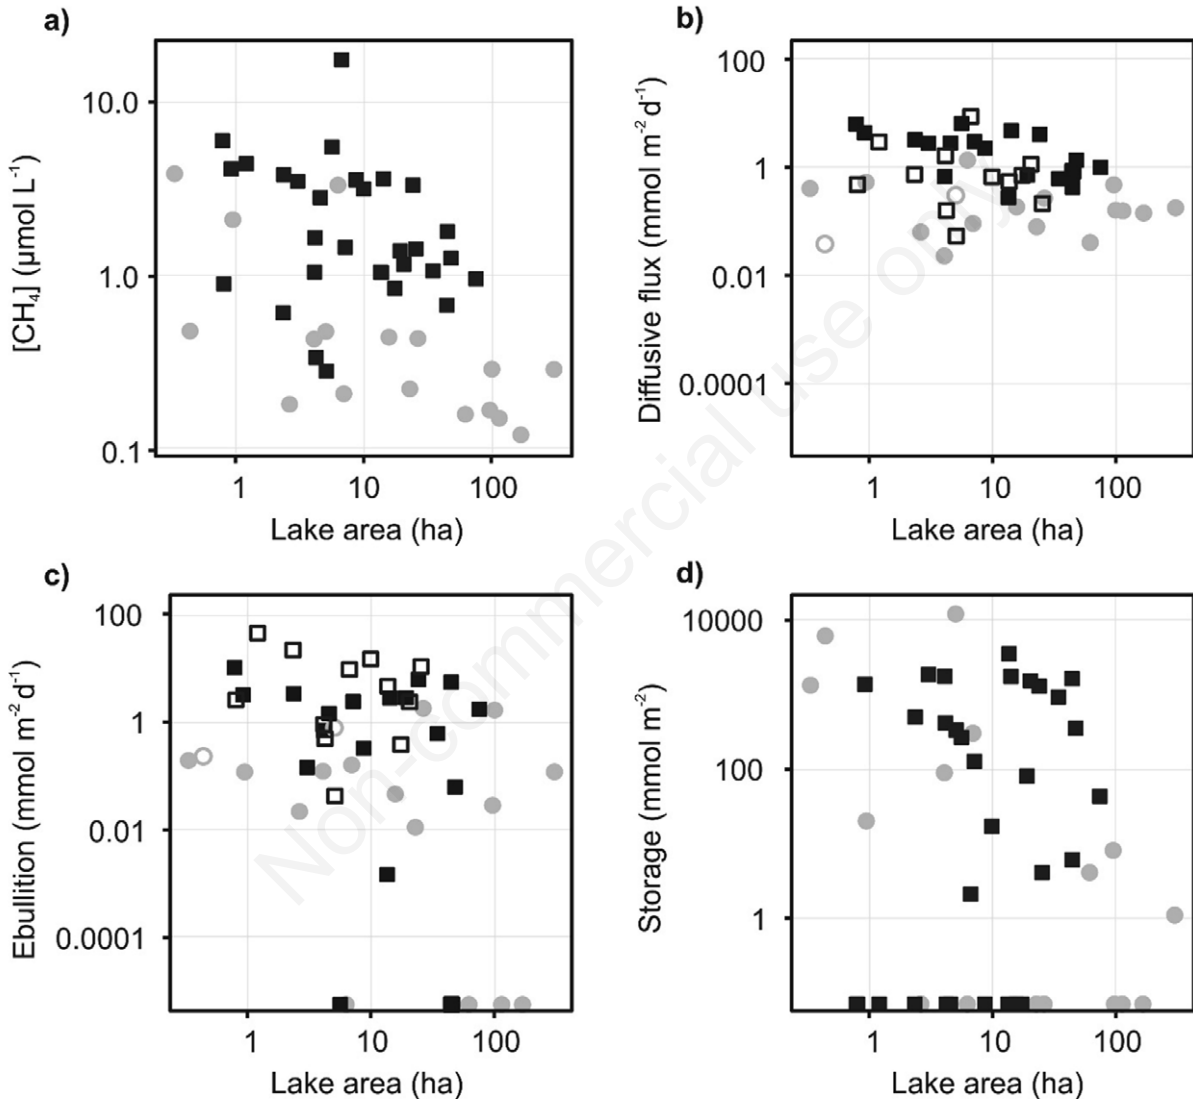 a)
10.0
1.0
0.1
[CH₄] (µmol L⁻¹)
1 10 100
Lake area (ha)
b)
100
1
0.01
0.0001
Diffusive flux (mmol m⁻² d⁻¹)
1 10 100
Lake area (ha)
c)
100
1
0.01
0.0001
Ebullition (mmol m⁻² d⁻¹)
1 10 100
Lake area (ha)
d)
10000
100
1
Storage (mmol m⁻²)
1 10 100
Lake area (ha)
Non-commercial use only